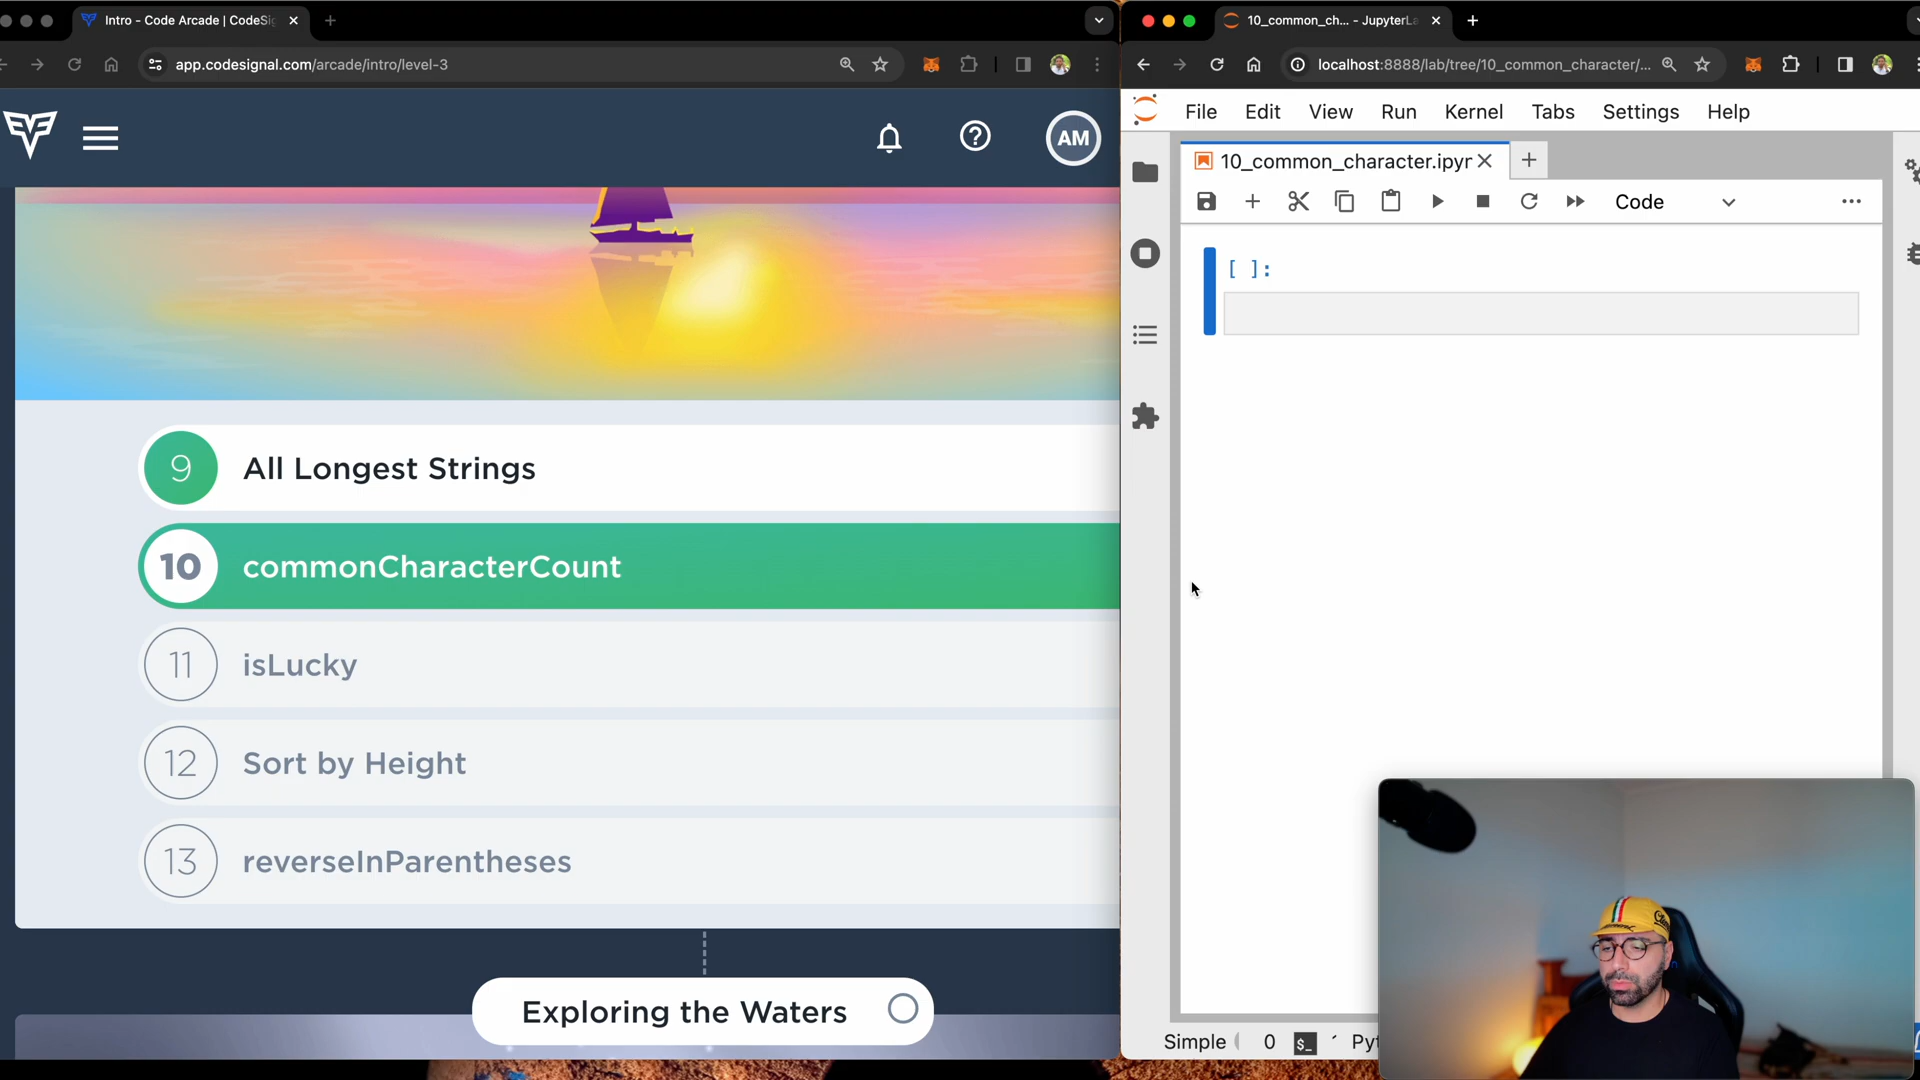 Intro - Code Arcade | CodeSi
app.codesignal.com/arcade/intro/level-3
AM
9 All Longest Strings
10 commonCharacterCount
11 isLucky
12 Sort by Height
13 reverseInParentheses
Exploring the Waters
10_common_ch... - JupyterLa
localhost:8888/lab/tree/10_common_character/...
File Edit View Run Kernel Tabs Settings Help
10_common_character.ipyr
Code
[ ]:
Simple 0 $_ Pyt